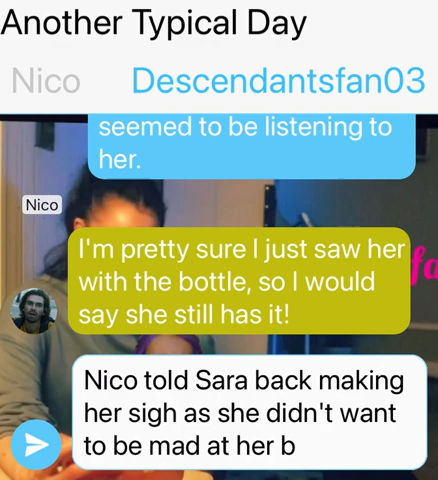 Another Typical Day
Nico Descendantsfan03
seemed to be listening to
her.
Nico
I'm pretty sure I just saw her
with the bottle, so I would
say she still has it!
fa
Nico told Sara back making
her sigh as she didn't want
to be mad at her b